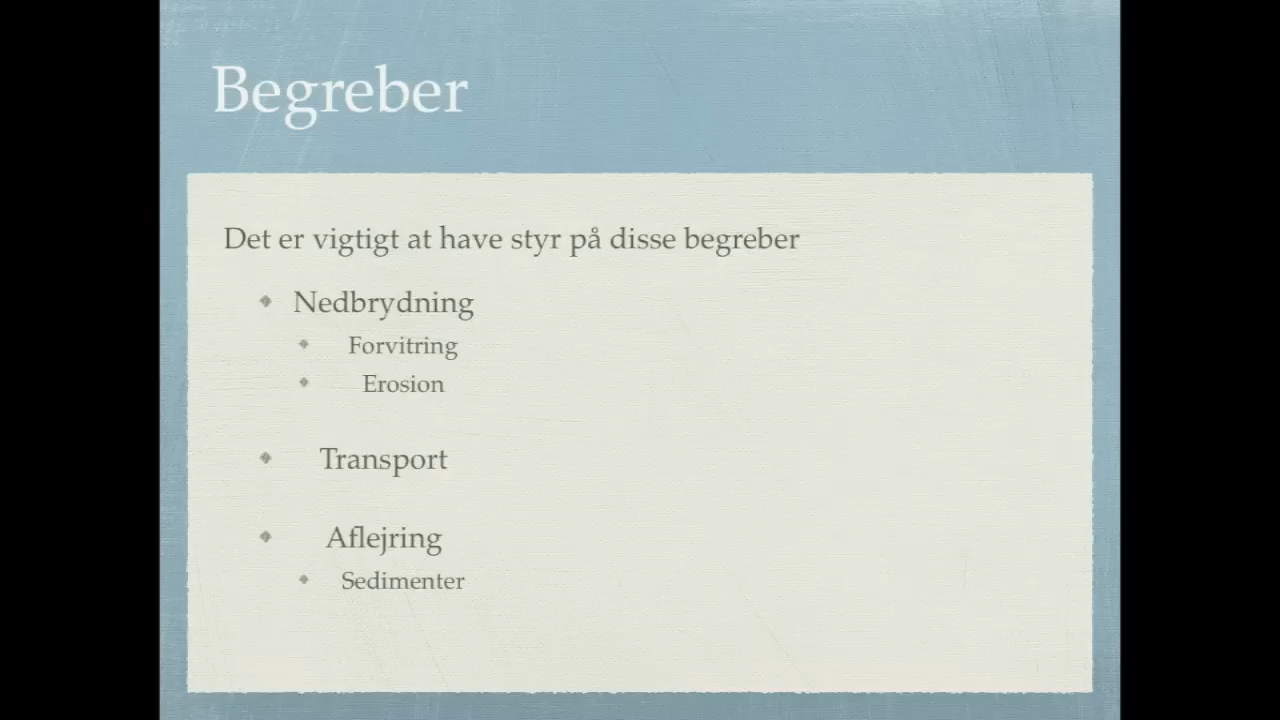 Begreber
Det er vigtigt at have styr på disse begreber
Nedbrydning
Forvitring
Erosion
Transport
Aflejring
Sedimenter